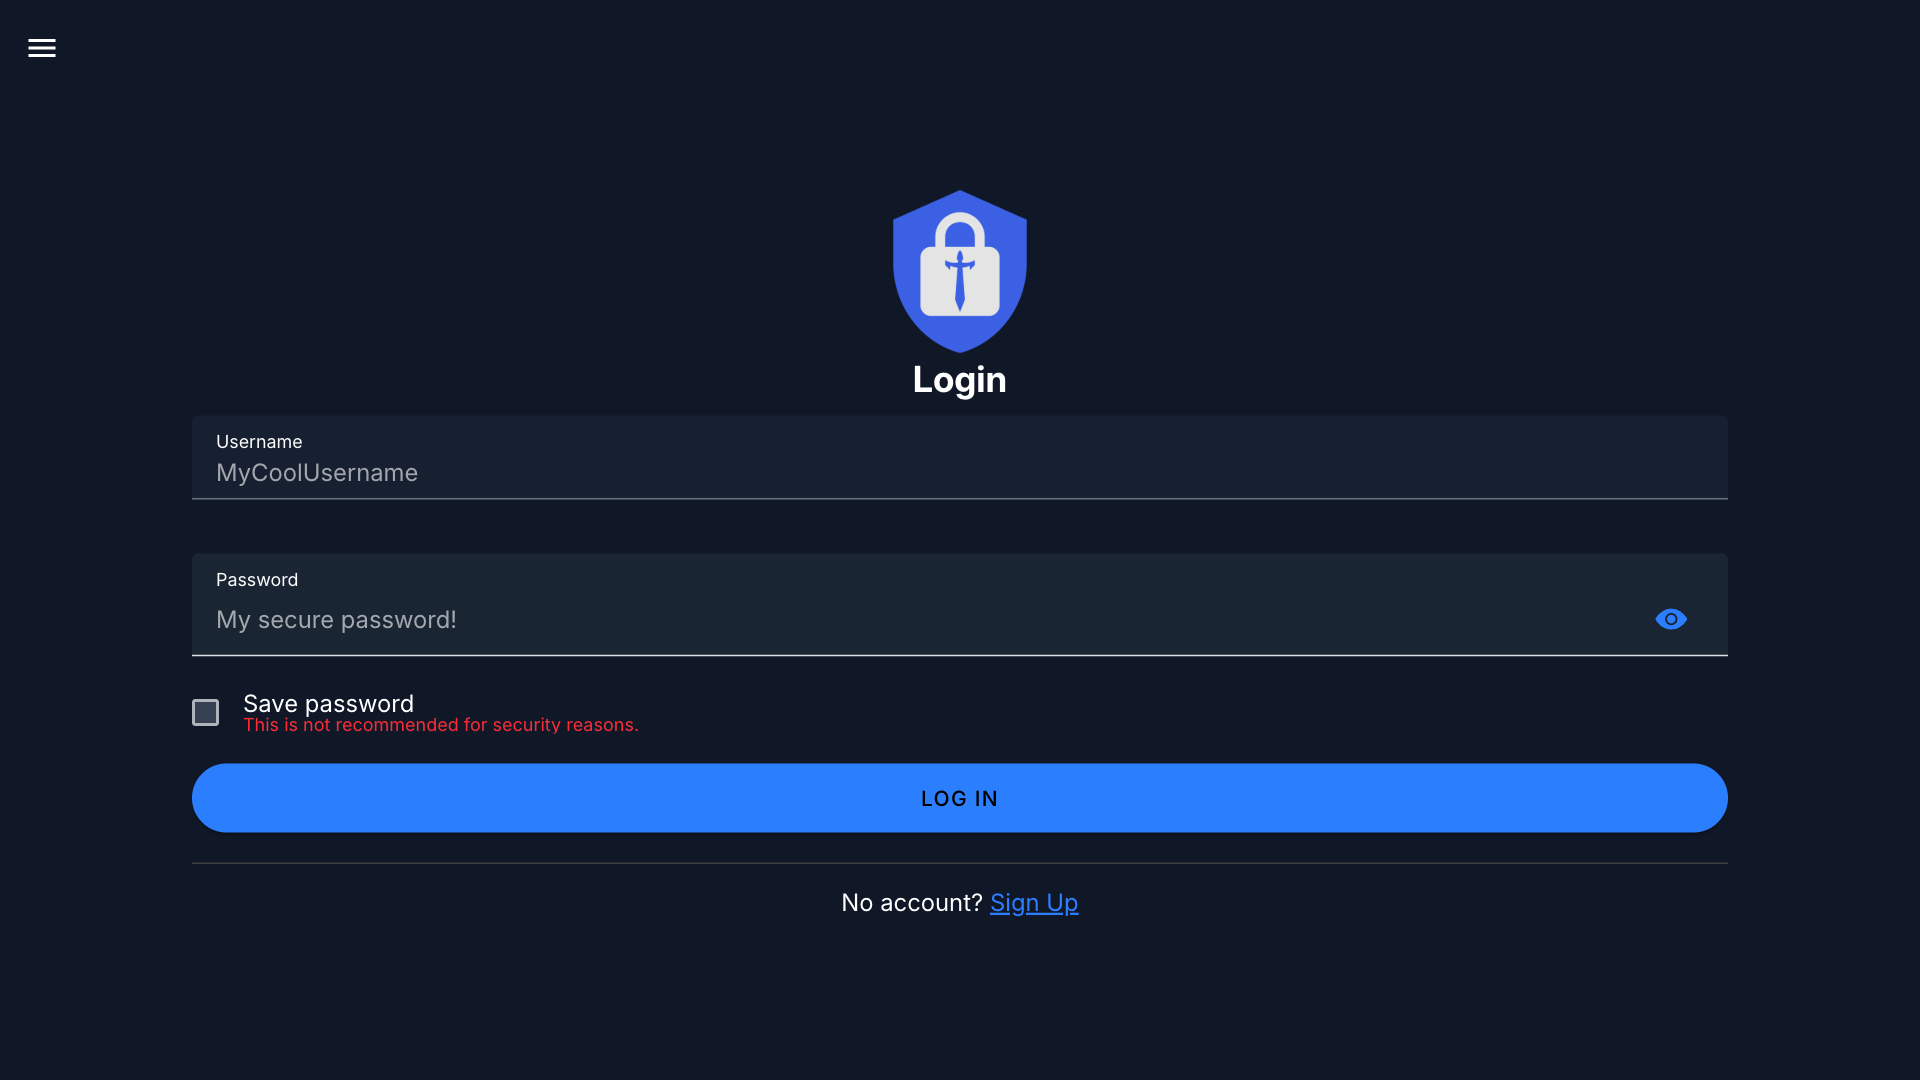 Login
Username
MyCoolUsername
Password
My secure password!
Save password
This is not recommended for security reasons.
LOG IN
No account? Sign Up